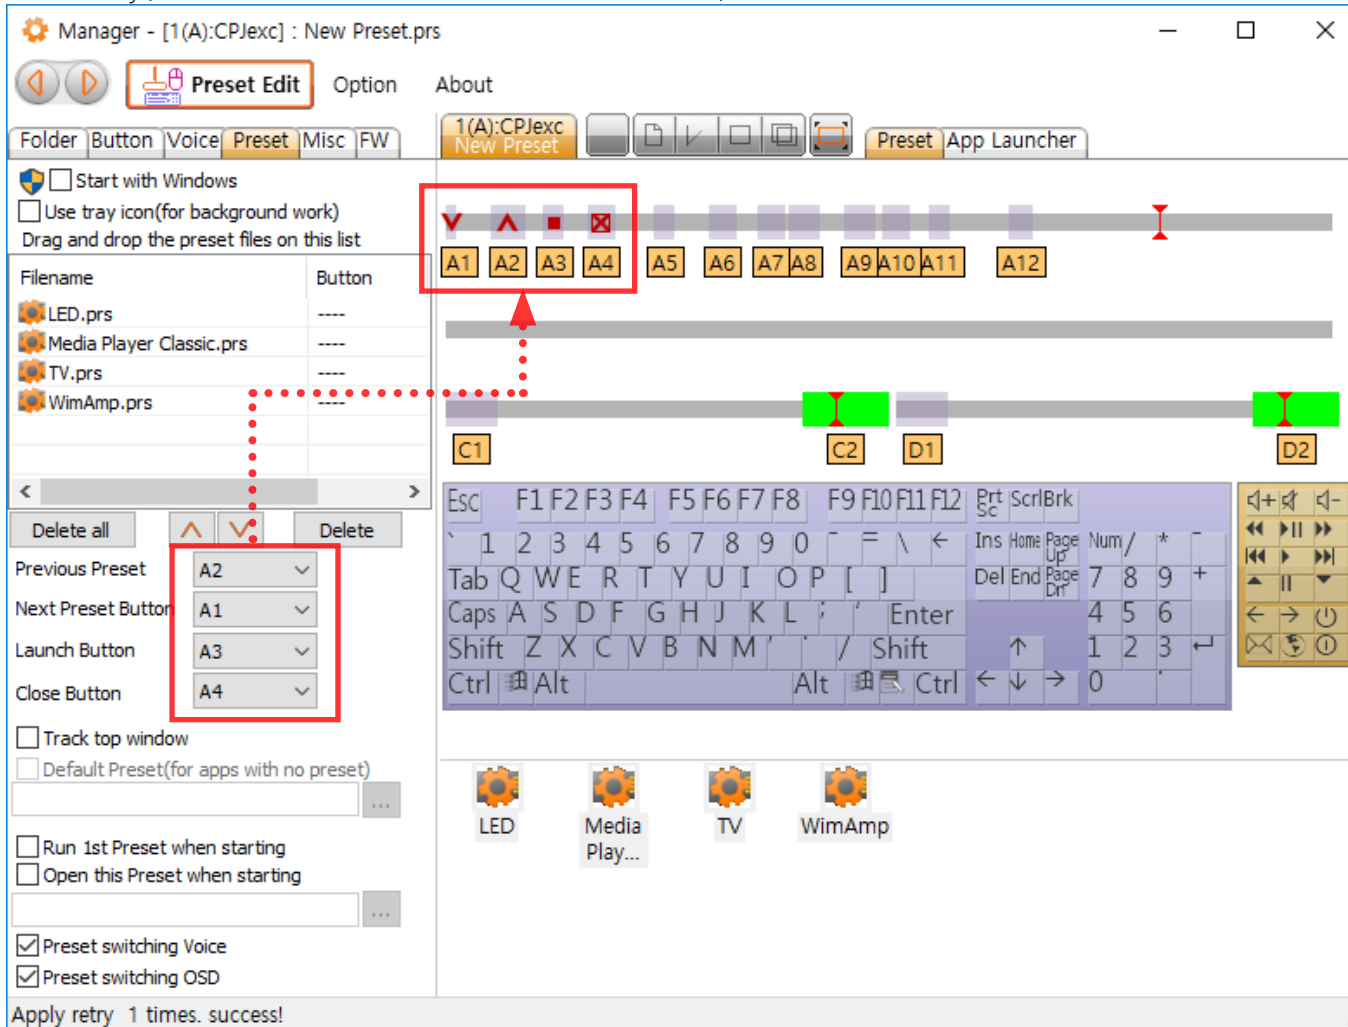 Manager - [1(A):CPJexc] : New Preset.prs
Preset Edit Option About
Folder Button Voice Preset Misc FW
1(A):CPJexc
New Preset
Preset App Launcher
Start with Windows
Use tray icon(for background work)
Drag and drop the preset files on this list
Filename Button
LED.prs ----
Media Player Classic.prs ----
TV.prs ----
WimAmp.prs ----
Delete all Delete
Previous Preset A2
Next Preset Button A1
Launch Button A3
Close Button A4
Track top window
Default Preset(for apps with no preset)
...
Run 1st Preset when starting
Open this Preset when starting
...
Preset switching Voice
Preset switching OSD
A1 A2 A3 A4 A5 A6 A7 A8 A9 A10 A11 A12
C1 C2 D1 D2
Esc F1 F2 F3 F4 F5 F6 F7 F8 F9 F10 F11 F12 Prt Sc Scrl Brk
` 1 2 3 4 5 6 7 8 9 0 - = \ ← Ins Home Page Up Num / * -
Tab Q W E R T Y U I O P [ ] Del End Page Dn 7 8 9 +
Caps A S D F G H J K L ; ' Enter 4 5 6
Shift Z X C V B N M ' / Shift ↑ 1 2 3 ↵
Ctrl Alt Alt Ctrl ← ↓ → 0 .
LED
Media
Play...
TV
WimAmp
Apply retry 1 times. success!